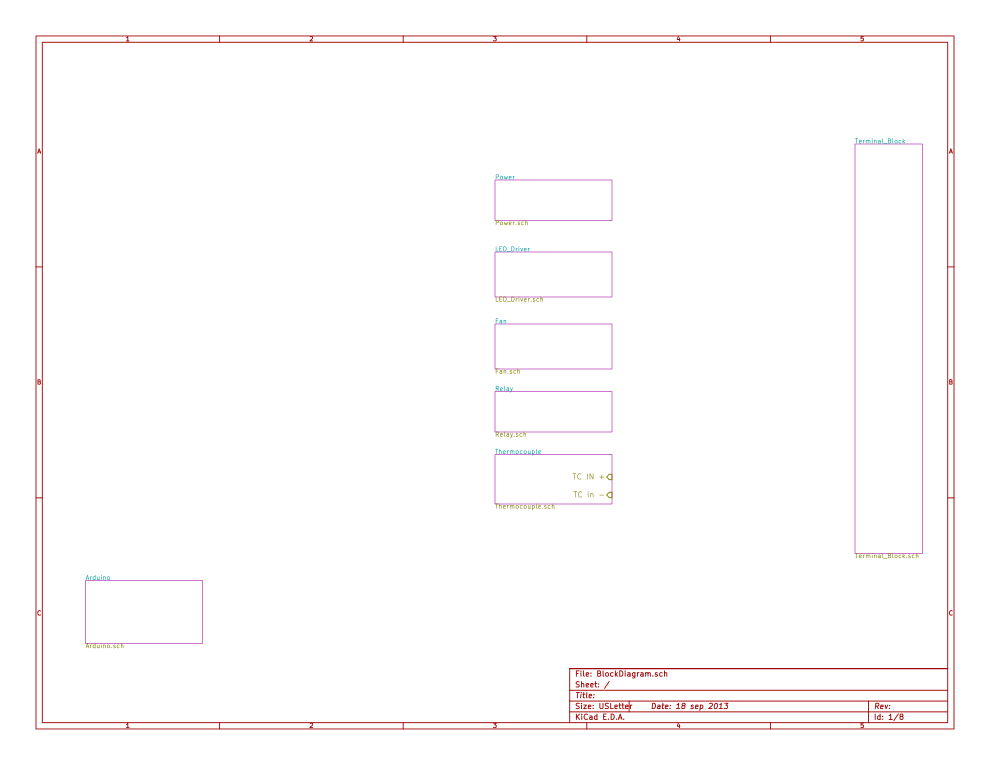 1 2 3 4 5
Terminal_Block
A A
Power
Power.sch
LED_Driver
LED_Driver.sch
Fan
Fan.sch
B B
Relay
Relay.sch
Thermocouple
TC IN +
TC in -
Thermocouple.sch
Terminal_Block.sch
Arduino
C C
Arduino.sch
File: BlockDiagram.sch
Sheet: /
Title:
Size: USLetter Date: 18 sep 2013 Rev:
KiCad E.D.A. Id: 1/8
1 2 3 4 5